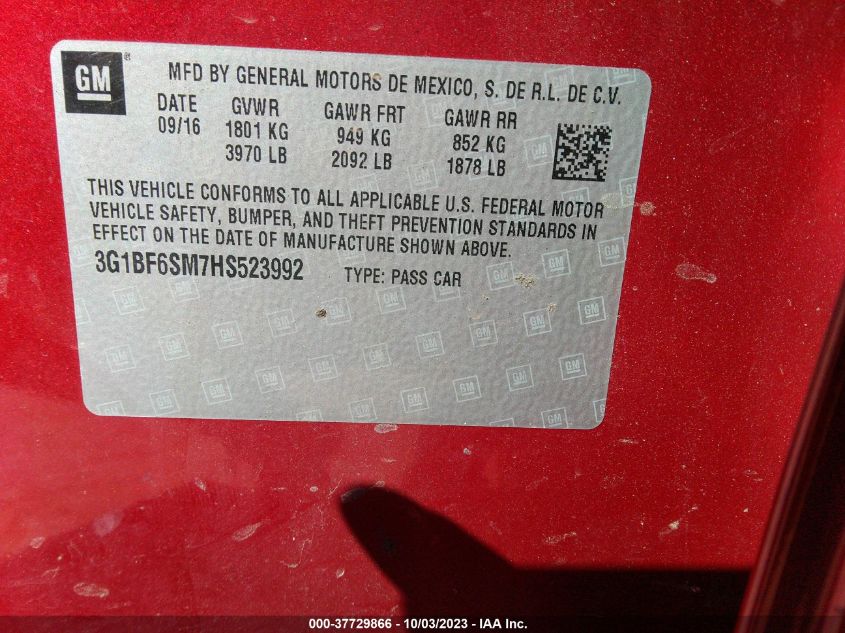 GM ®
MFD BY GENERAL MOTORS DE MEXICO, S. DE R.L. DE C.V.
DATE GVWR GAWR FRT GAWR RR
09/16 1801 KG 949 KG 852 KG
3970 LB 2092 LB 1878 LB
THIS VEHICLE CONFORMS TO ALL APPLICABLE U.S. FEDERAL MOTOR
VEHICLE SAFETY, BUMPER, AND THEFT PREVENTION STANDARDS IN
EFFECT ON THE DATE OF MANUFACTURE SHOWN ABOVE.
3G1BF6SM7HS523992 TYPE: PASS CAR
000-37729866 - 10/03/2023 - IAA Inc.